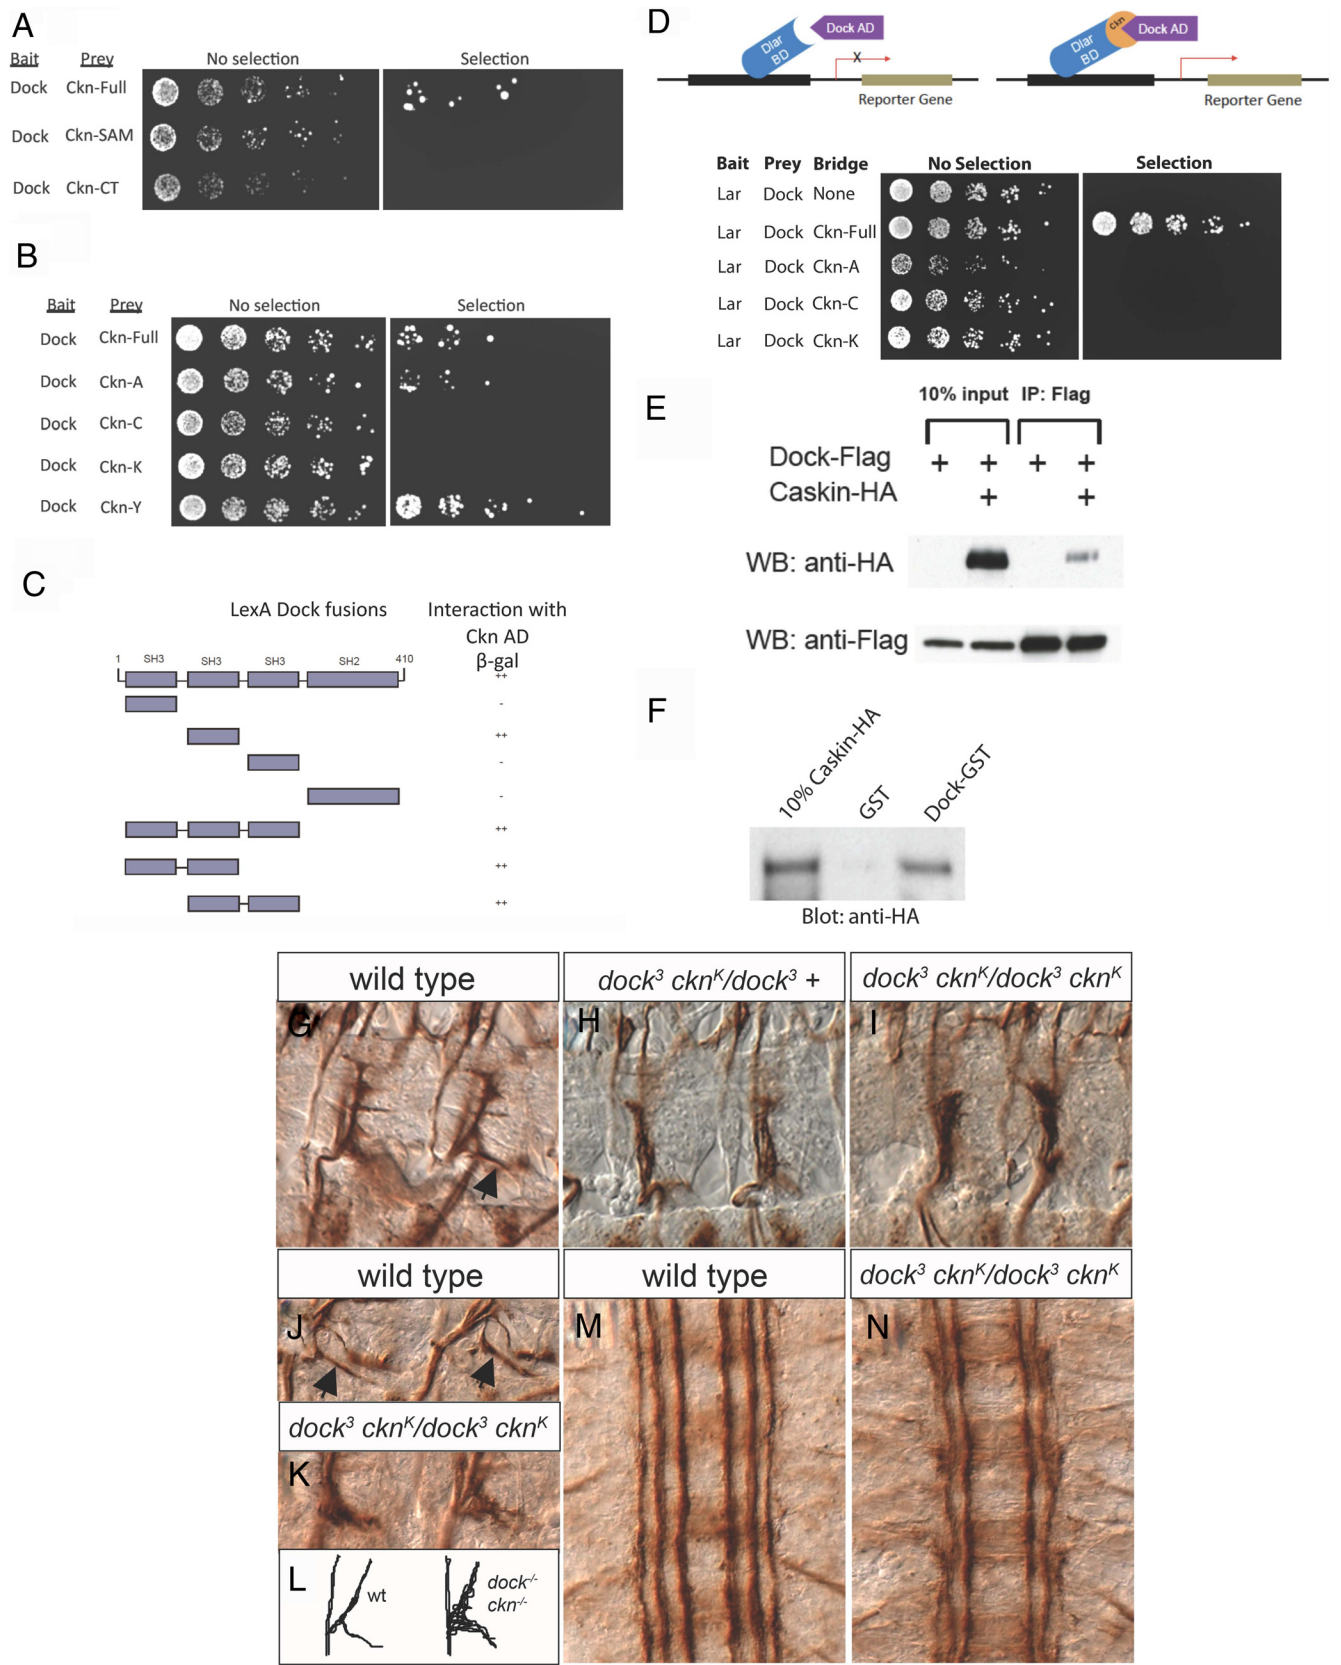 A
Bait Prey No selection Selection
Dock Ckn-Full
Dock Ckn-SAM
Dock Ckn-CT
B
Bait Prey No selection Selection
Dock Ckn-Full
Dock Ckn-A
Dock Ckn-C
Dock Ckn-K
Dock Ckn-Y
C
LexA Dock fusions Interaction with
Ckn AD
β-gal
1 SH3 SH3 SH3 SH2 410
++
-
++
-
-
++
++
++
D
Dlar BD Dock AD
X
Reporter Gene
Dlar BD Ckn Dock AD
Reporter Gene
Bait Prey Bridge No Selection Selection
Lar Dock None
Lar Dock Ckn-Full
Lar Dock Ckn-A
Lar Dock Ckn-C
Lar Dock Ckn-K
E
10% input IP: Flag
Dock-Flag + + + +
Caskin-HA + +
WB: anti-HA
WB: anti-Flag
F
10% Caskin-HA GST Dock-GST
Blot: anti-HA
wild type dock³ cknᴷ/dock³ + dock³ cknᴷ/dock³ cknᴷ
G H I
wild type wild type dock³ cknᴷ/dock³ cknᴷ
J M N
dock³ cknᴷ/dock³ cknᴷ
K
L
wt dock⁻/⁻
ckn⁻/⁻